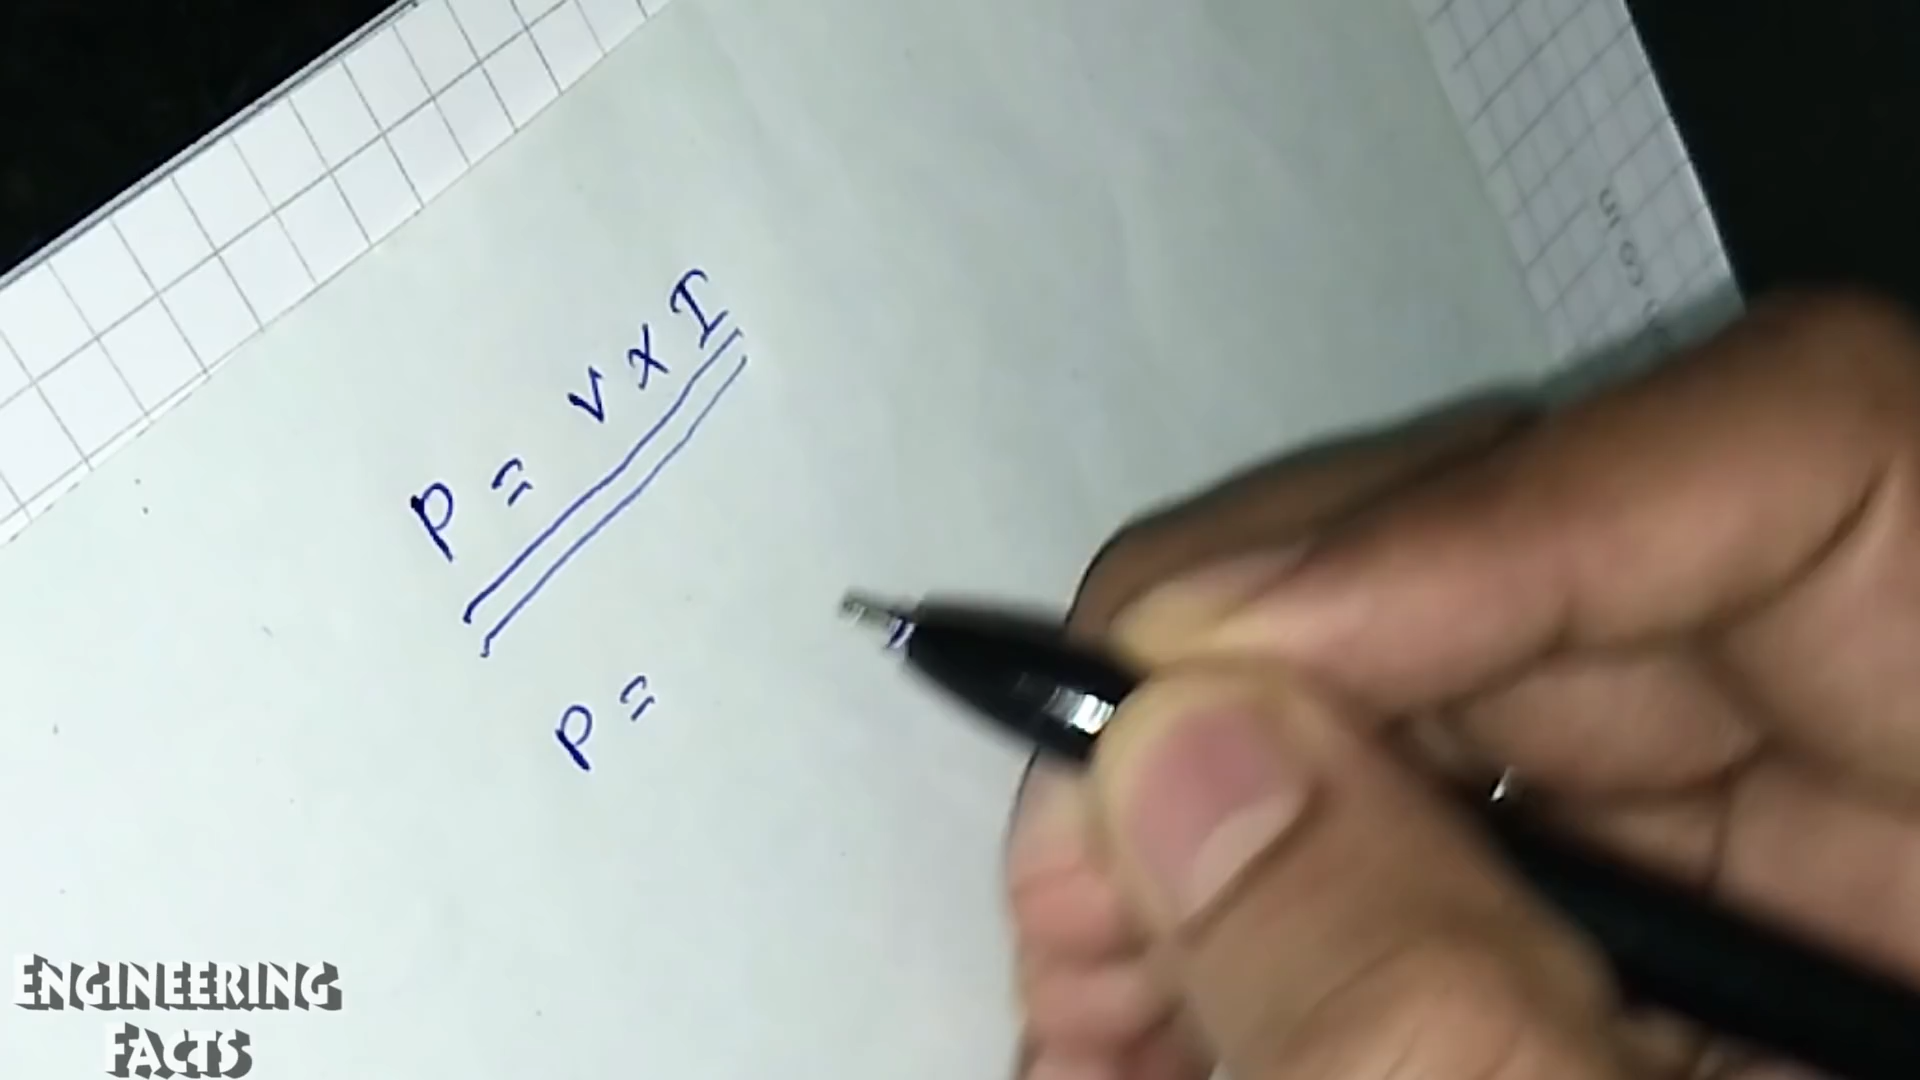 P = V x I
P =
ENGINEERING
FACTS